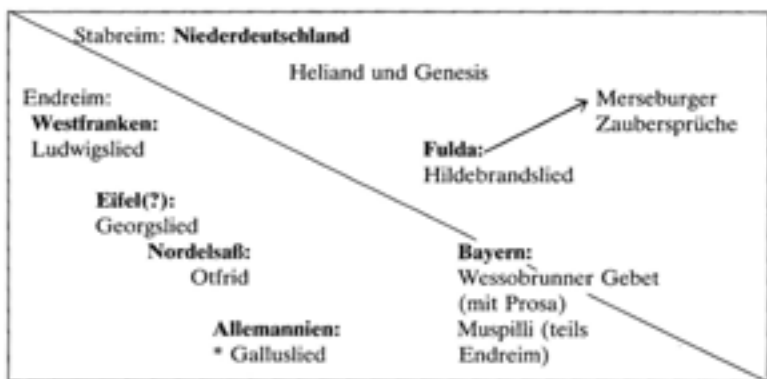 Stabreim: Niederdeutschland
Heliand und Genesis
Endreim:
Westfranken:
Ludwigslied
Merseburger
Zaubersprüche
Fulda:
Hildebrandslied
Eifel(?):
Georgslied
Nordelsaß:
Otfrid
Bayern:
Wessobrunner Gebet
(mit Prosa)
Muspilli (teils
Endreim)
Allemannien:
* Galluslied